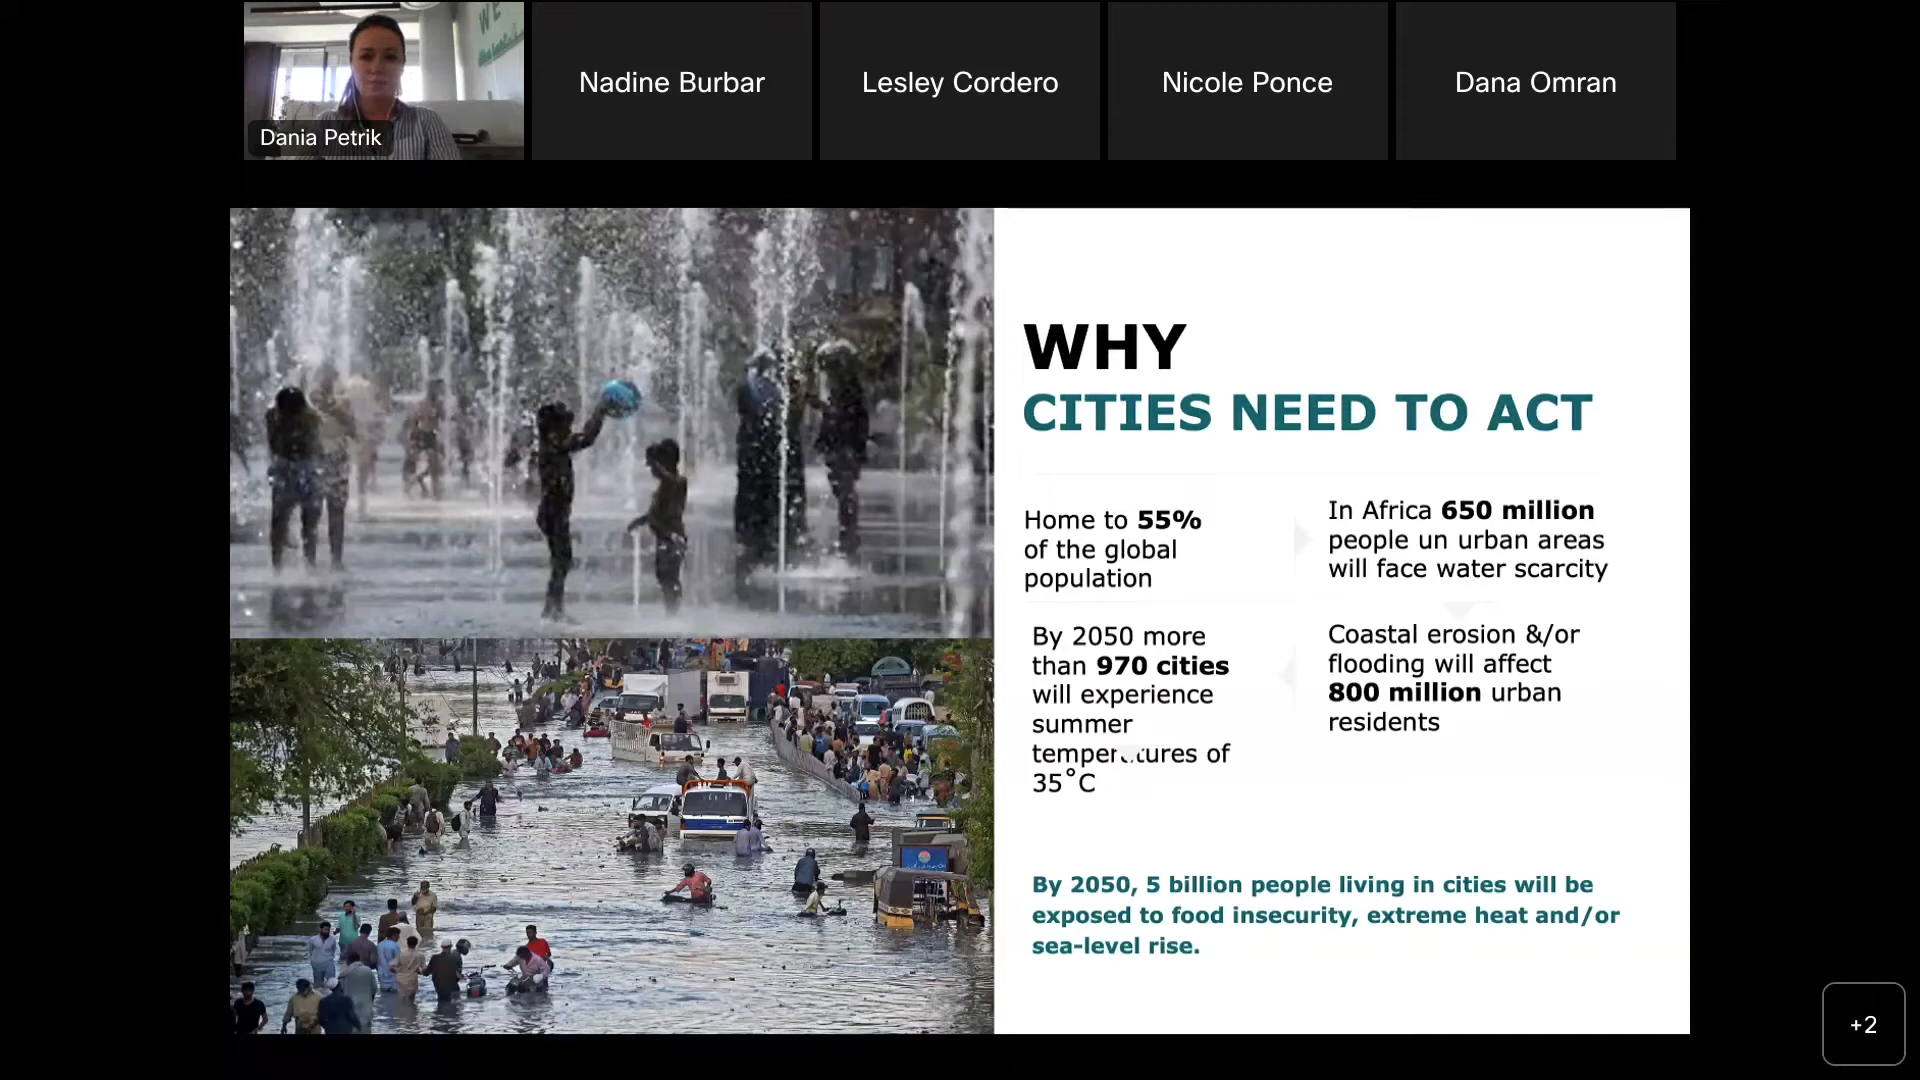 WE
Dania Petrik
Nadine Burbar
Lesley Cordero
Nicole Ponce
Dana Omran
WHY
CITIES NEED TO ACT
Home to 55%
of the global
population
In Africa 650 million
people un urban areas
will face water scarcity
By 2050 more
than 970 cities
will experience
summer
temperatures of
35˚C
Coastal erosion &/or
flooding will affect
800 million urban
residents
By 2050, 5 billion people living in cities will be
exposed to food insecurity, extreme heat and/or
sea-level rise.
+2